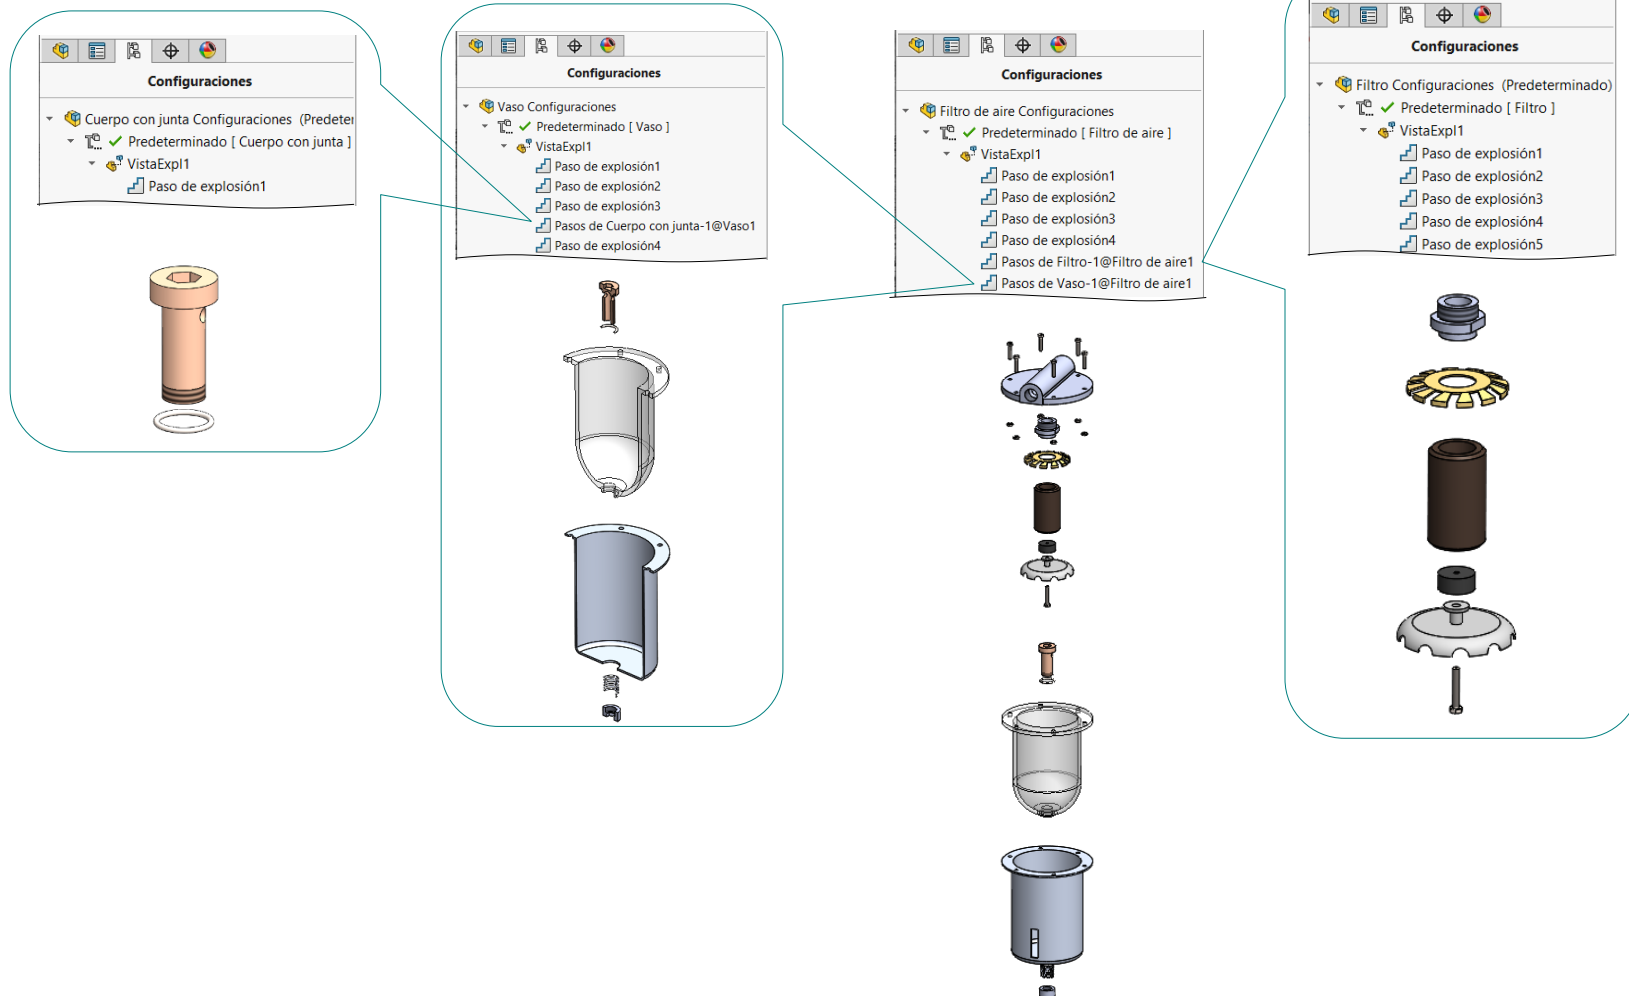 Configuraciones
Cuerpo con junta Configuraciones (Predeter
Predeterminado [ Cuerpo con junta ]
VistaExpl1
Paso de explosión1
Configuraciones
Vaso Configuraciones
Predeterminado [ Vaso ]
VistaExpl1
Paso de explosión1
Paso de explosión2
Paso de explosión3
Pasos de Cuerpo con junta-1@Vaso1
Paso de explosión4
Configuraciones
Filtro de aire Configuraciones
Predeterminado [ Filtro de aire ]
VistaExpl1
Paso de explosión1
Paso de explosión2
Paso de explosión3
Paso de explosión4
Pasos de Filtro-1@Filtro de aire1
Pasos de Vaso-1@Filtro de aire1
Configuraciones
Filtro Configuraciones (Predeterminado)
Predeterminado [ Filtro ]
VistaExpl1
Paso de explosión1
Paso de explosión2
Paso de explosión3
Paso de explosión4
Paso de explosión5